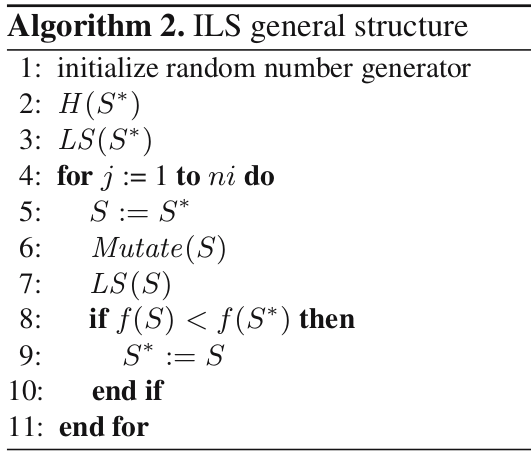 Algorithm 2. ILS general structure
1: initialize random number generator
2: H(S*)
3: LS(S*)
4: for j := 1 to ni do
5: S := S*
6: Mutate(S)
7: LS(S)
8: if f(S) < f(S*) then
9: S* := S
10: end if
11: end for